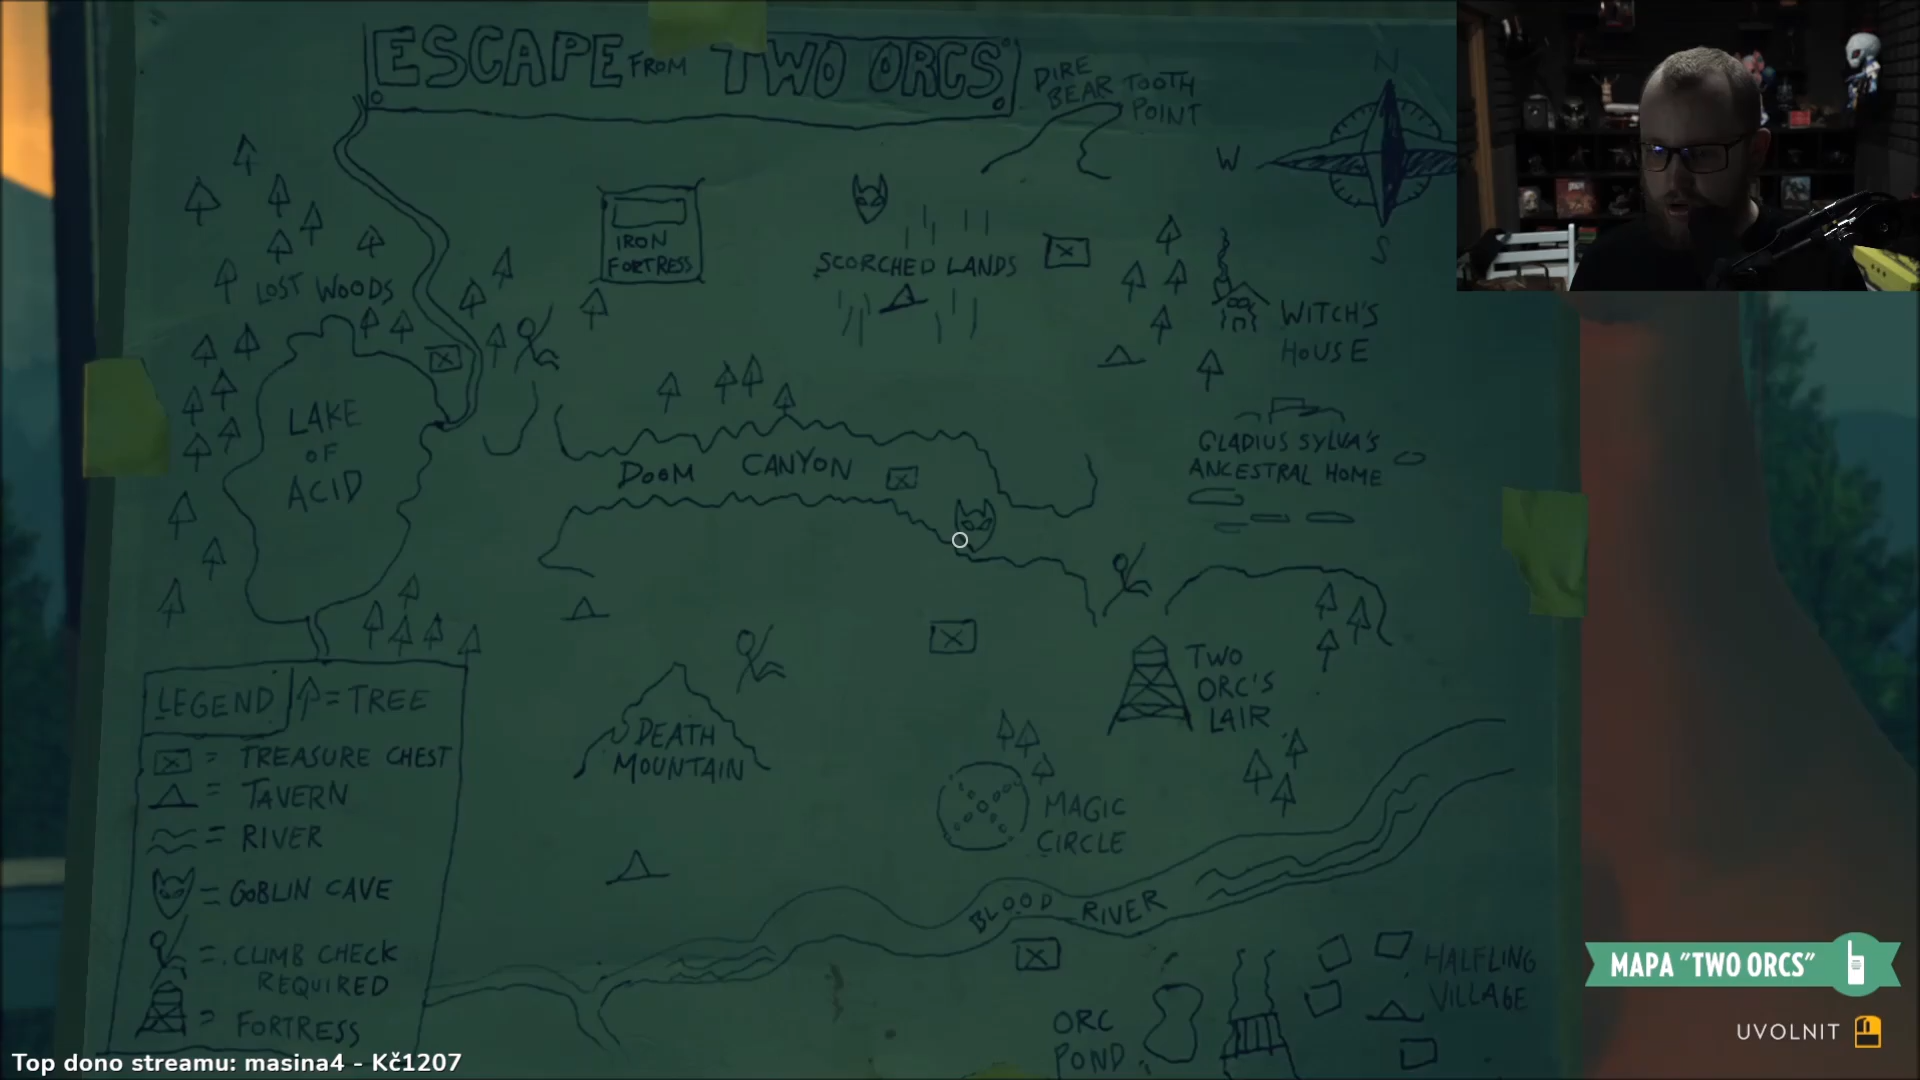 ESCAPE FROM TWO ORCS
DIRE
BEAR TOOTH
POINT
N
W
S
IRON
FORTRESS
SCORCHED LANDS
LOST WOODS
WITCH'S
HOUSE
LAKE
OF
ACID
DOOM CANYON
GLADIUS SYLVA'S
ANCESTRAL HOME
TWO
ORC'S
LAIR
DEATH
MOUNTAIN
MAGIC
CIRCLE
BLOOD RIVER
LEGEND
= TREE
= TREASURE CHEST
= TAVERN
= RIVER
= GOBLIN CAVE
= CLIMB CHECK
REQUIRED
= FORTRESS
ORC
POND
HALFLING
VILLAGE
MAPA "TWO ORCS"
UVOLNIT
Top dono streamu: masina4 - Kč1207